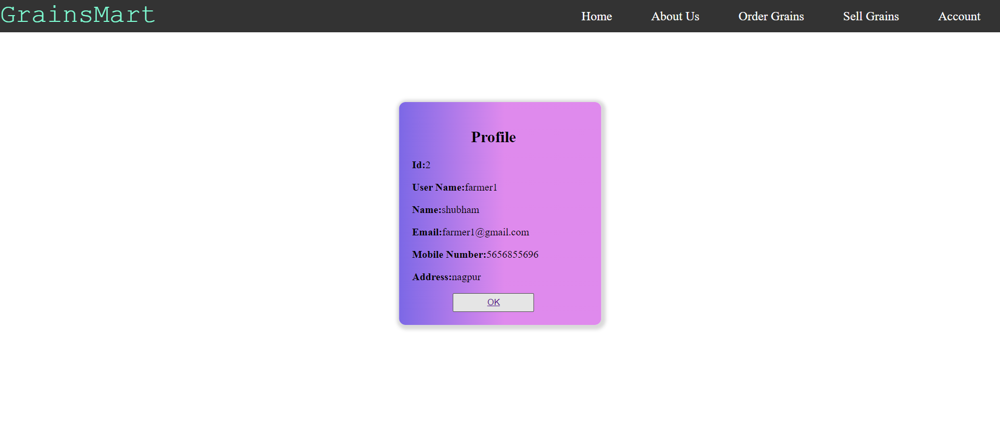 GrainsMart
Home About Us Order Grains Sell Grains Account
Profile
Id:2
User Name:farmer1
Name:shubham
Email:farmer1@gmail.com
Mobile Number:5656855696
Address:nagpur
OK